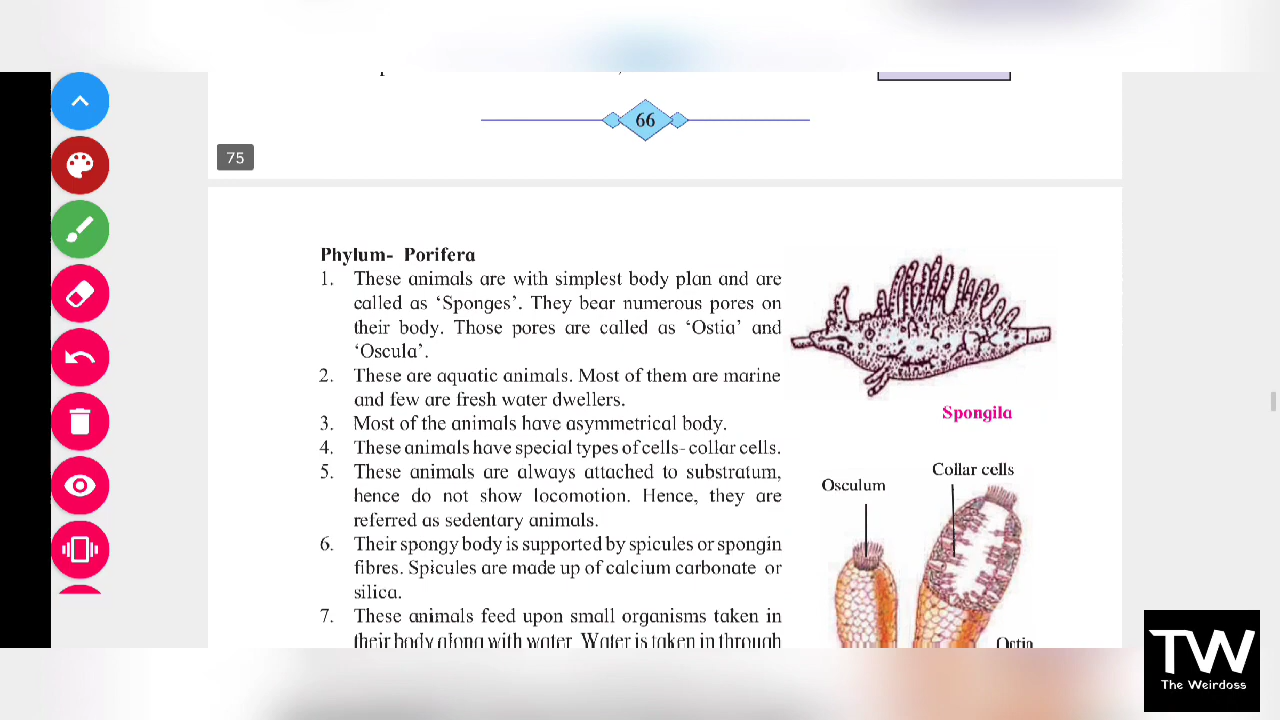 66
75
Phylum- Porifera
1. These animals are with simplest body plan and are
called as ‘Sponges’. They bear numerous pores on
their body. Those pores are called as ‘Ostia’ and
‘Oscula’.
2. These are aquatic animals. Most of them are marine
and few are fresh water dwellers.
3. Most of the animals have asymmetrical body.
4. These animals have special types of cells- collar cells.
5. These animals are always attached to substratum,
hence do not show locomotion. Hence, they are
referred as sedentary animals.
6. Their spongy body is supported by spicules or spongin
fibres. Spicules are made up of calcium carbonate or
silica.
7. These animals feed upon small organisms taken in
their body along with water. Water is taken in through
Spongila
Collar cells
Osculum
Ostia
TW
The Weirdoss